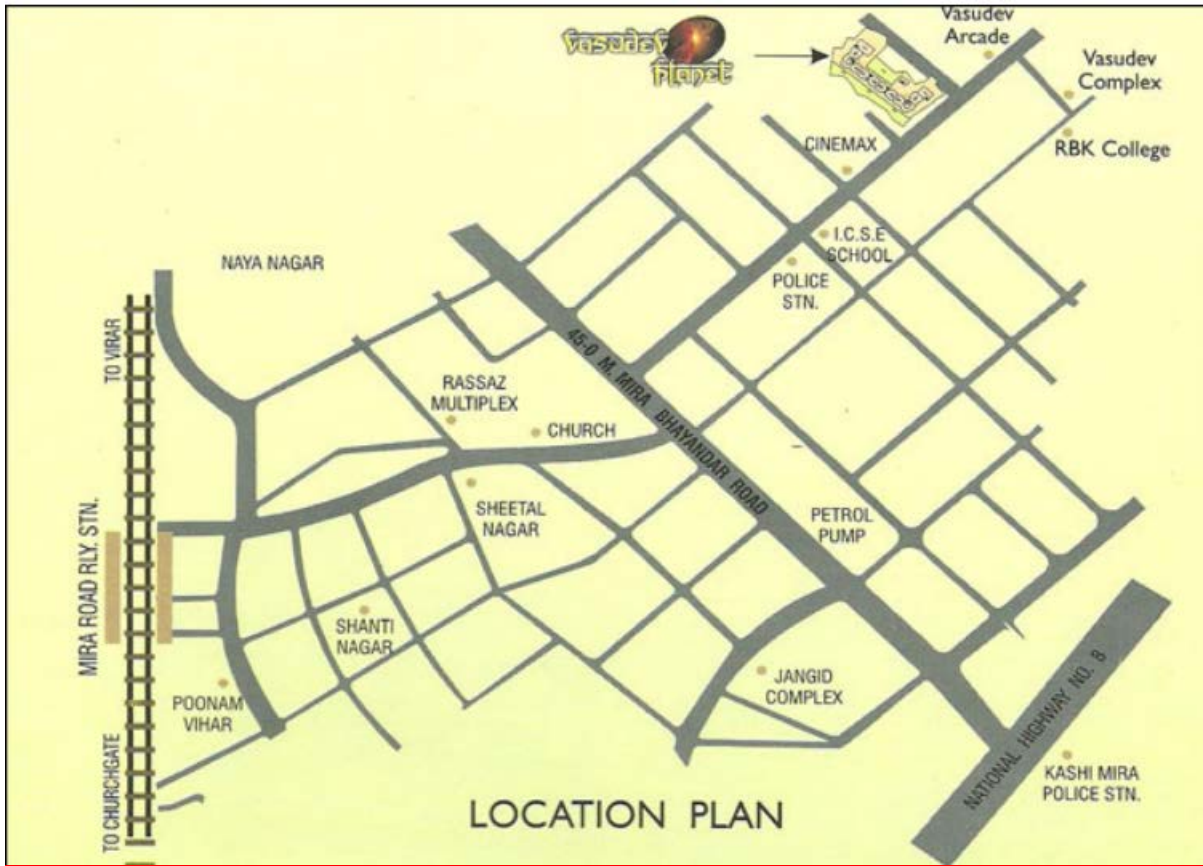 Vasudev
Arcade
vasudev
planet
Vasudev
Complex
CINEMAX
RBK College
I.C.S.E
SCHOOL
NAYA NAGAR
POLICE
STN.
TO VIRAR
45-0 M. MIRA BHAYANDAR ROAD
RASSAZ
MULTIPLEX
CHURCH
SHEETAL
NAGAR
PETROL
PUMP
MIRA ROAD RLY. STN.
SHANTI
NAGAR
JANGID
COMPLEX
POONAM
VIHAR
NATIONAL HIGHWAY NO. 8
KASHI MIRA
POLICE STN.
TO CHURCHGATE
LOCATION PLAN